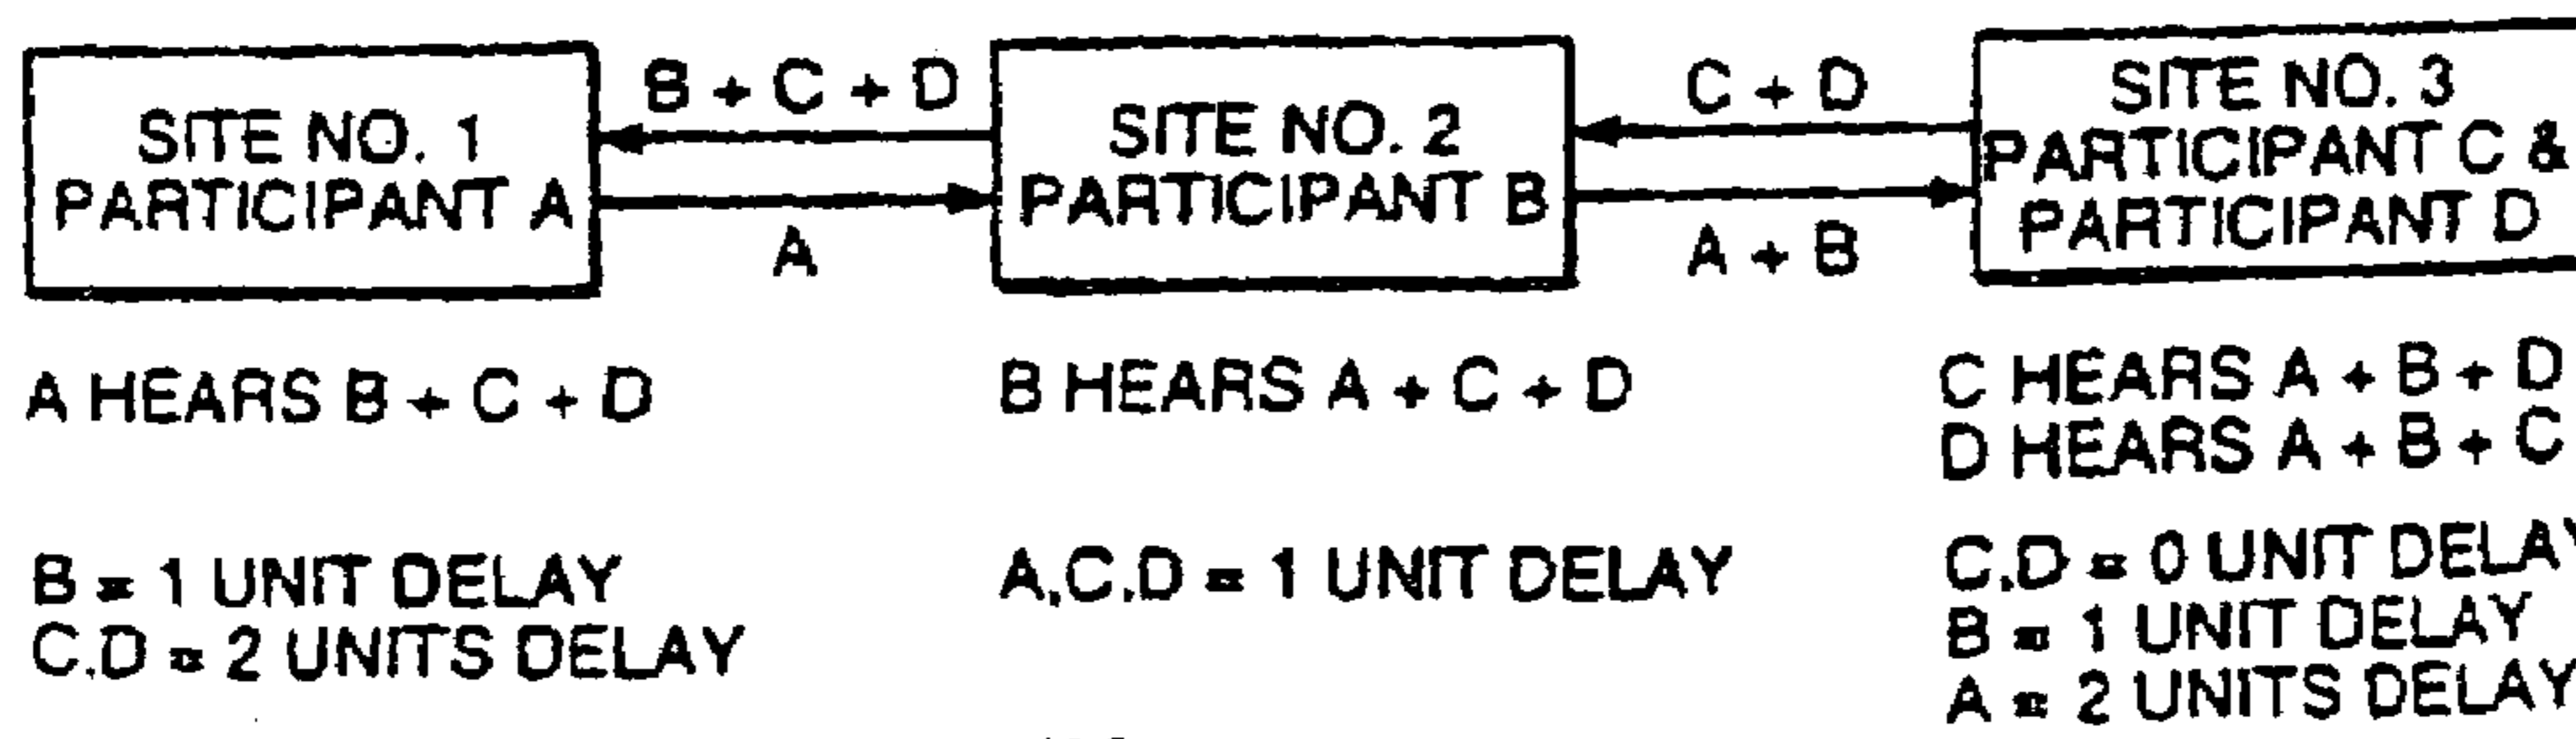 SITE NO. 1
PARTICIPANT A
B + C + D
A
SITE NO. 2
PARTICIPANT B
C + D
A + B
SITE NO. 3
PARTICIPANT C &
PARTICIPANT D
A HEARS B + C + D
B HEARS A + C + D
C HEARS A + B + D
D HEARS A + B + C
B = 1 UNIT DELAY
C,D = 2 UNITS DELAY
A,C,D = 1 UNIT DELAY
C,D = 0 UNIT DELAY
B = 1 UNIT DELAY
A = 2 UNITS DELAY